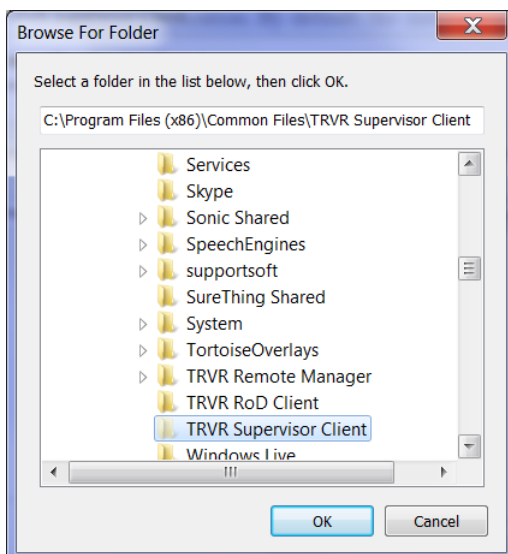 Browse For Folder
Select a folder in the list below, then click OK.
C:\Program Files (x86)\Common Files\TRVR Supervisor Client
Services
Skype
Sonic Shared
SpeechEngines
supportsoft
SureThing Shared
System
TortoiseOverlays
TRVR Remote Manager
TRVR RoD Client
TRVR Supervisor Client
Windows Live
OK
Cancel